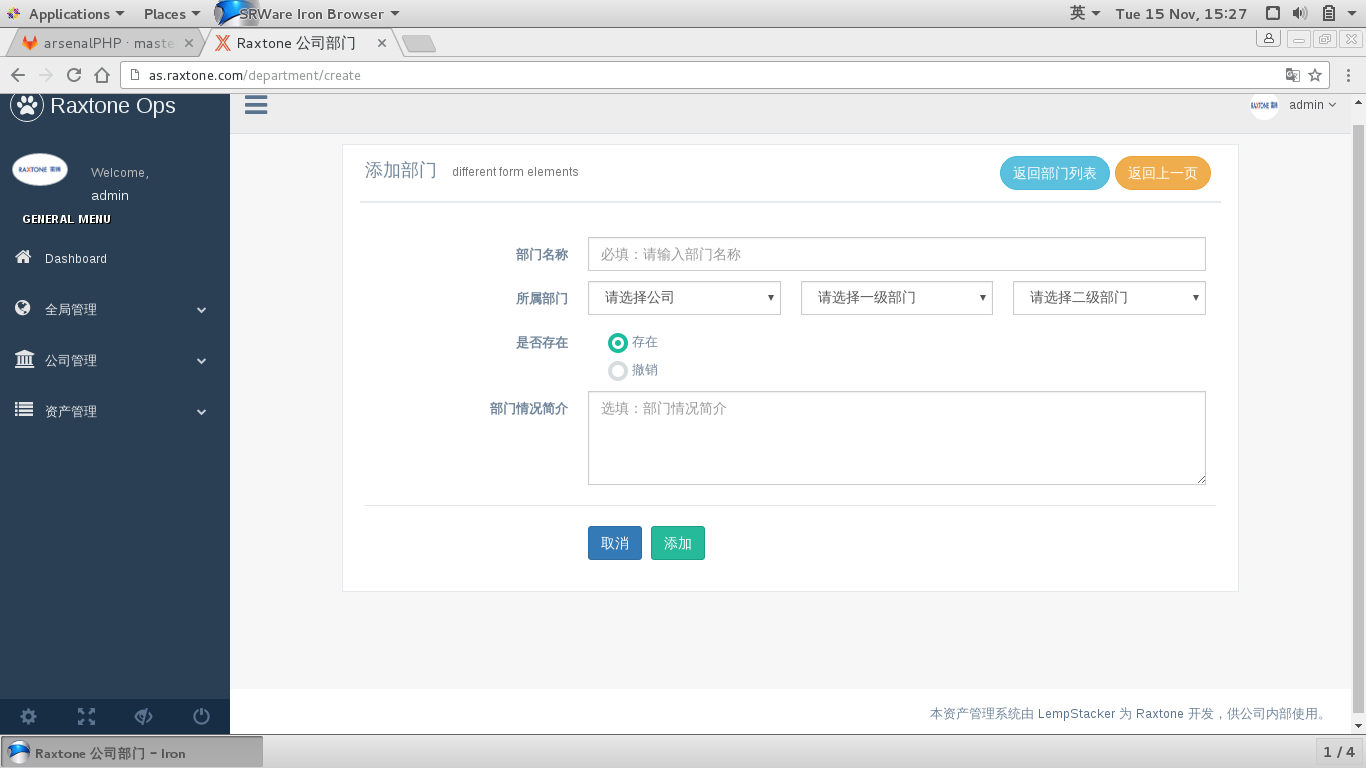 Applications Places SRWare Iron Browser 英 Tue 15 Nov, 15:27
arsenalPHP · maste Raxtone 公司部门
as.raxtone.com/department/create
Raxtone Ops admin
RAXTONE
Welcome,
admin
GENERAL MENU
Dashboard
全局管理
公司管理
资产管理
添加部门 different form elements 返回部门列表 返回上一页
部门名称 必填：请输入部门名称
所属部门 请选择公司 请选择一级部门 请选择二级部门
是否存在 存在
撤销
部门情况简介 选填：部门情况简介
取消 添加
本资产管理系统由 LempStacker 为 Raxtone 开发，供公司内部使用。
Raxtone 公司部门 - Iron 1 / 4